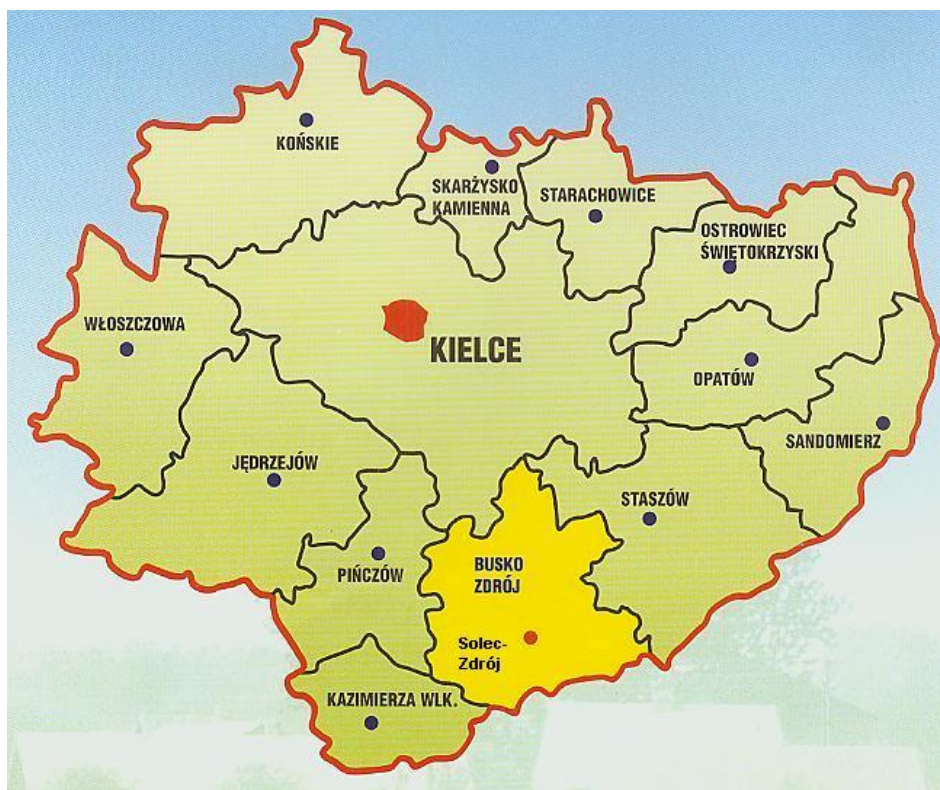 KOŃSKIE
SKARŻYSKO
KAMIENNA
STARACHOWICE
OSTROWIEC
ŚWIĘTOKRZYSKI
WŁOSZCZOWA
KIELCE
OPATÓW
SANDOMIERZ
JĘDRZEJÓW
STASZÓW
PIŃCZÓW
BUSKO
ZDRÓJ
Solec-
Zdrój
KAZIMIERZA WLK.